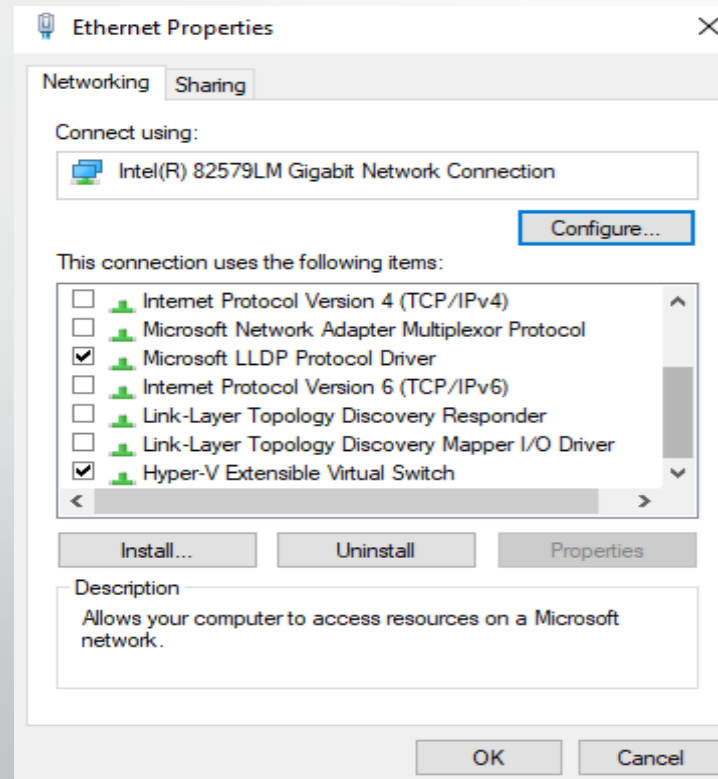 Ethernet Properties
Networking
Sharing
Connect using:
Intel(R) 82579LM Gigabit Network Connection
Configure...
This connection uses the following items:
Internet Protocol Version 4 (TCP/IPv4)
Microsoft Network Adapter Multiplexor Protocol
Microsoft LLDP Protocol Driver
Internet Protocol Version 6 (TCP/IPv6)
Link-Layer Topology Discovery Responder
Link-Layer Topology Discovery Mapper I/O Driver
Hyper-V Extensible Virtual Switch
Install...
Uninstall
Properties
Description
Allows your computer to access resources on a Microsoft
network.
OK
Cancel